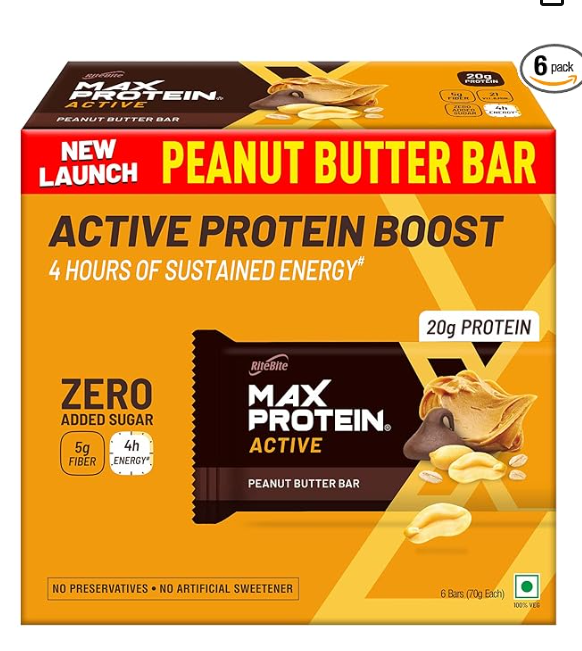 6 pack
RiteBite
MAX
PROTEIN®
ACTIVE
PEANUT BUTTER BAR
20g
PROTEIN
5g
FIBER
21
ZERO
ADDED
SUGAR
4h
ENERGY#
NEW
LAUNCH
PEANUT BUTTER BAR
ACTIVE PROTEIN BOOST
4 HOURS OF SUSTAINED ENERGY#
20g PROTEIN
ZERO
ADDED SUGAR
5g
FIBER
4h
ENERGY#
RiteBite
MAX
PROTEIN®
ACTIVE
PEANUT BUTTER BAR
NO PRESERVATIVES • NO ARTIFICIAL SWEETENER
6 Bars (70g Each)
100% VEG